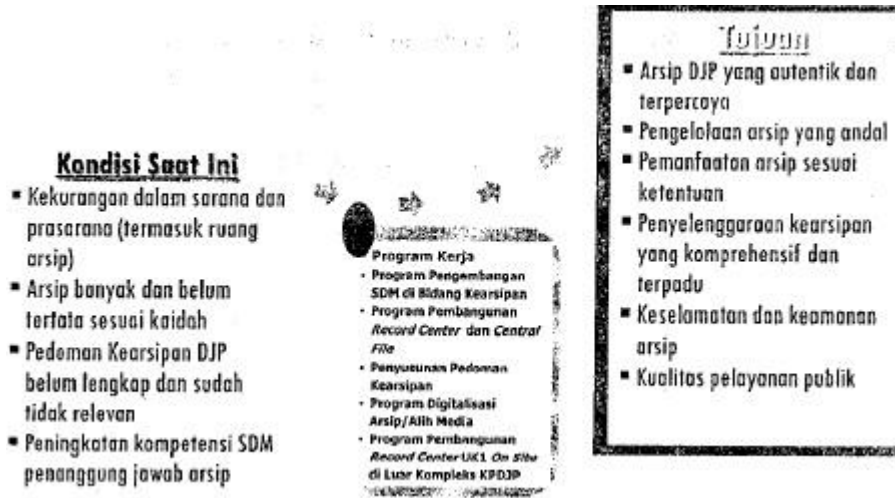 Kondisi Saat Ini
▪ Kekurangan dalam sarana dan
prasarana (termasuk ruang
arsip)
▪ Arsip banyak dan belum
tertata sesuai kaidah
▪ Pedoman Kearsipan DJP
belum lengkap dan sudah
tidak relevan
▪ Peningkatan kompetensi SDM
penanggung jawab arsip
Program Kerja
• Program Pengembangan
SDM di Bidang Kearsipan
• Program Pembangunan
Record Center dan Central
File
• Penyusunan Pedoman
Kearsipan
• Program Digitalisasi
Arsip/Alih Media
• Program Pembangunan
Record Center UK1 On Site
di Luar Kompleks KPDJP
Tujuan
▪ Arsip DJP yang autentik dan
terpercaya
▪ Pengelolaan arsip yang andal
▪ Pemanfaatan arsip sesuai
ketentuan
▪ Penyelenggaraan kearsipan
yang komprehensif dan
terpadu
▪ Keselamatan dan keamanan
arsip
▪ Kualitas pelayanan publik